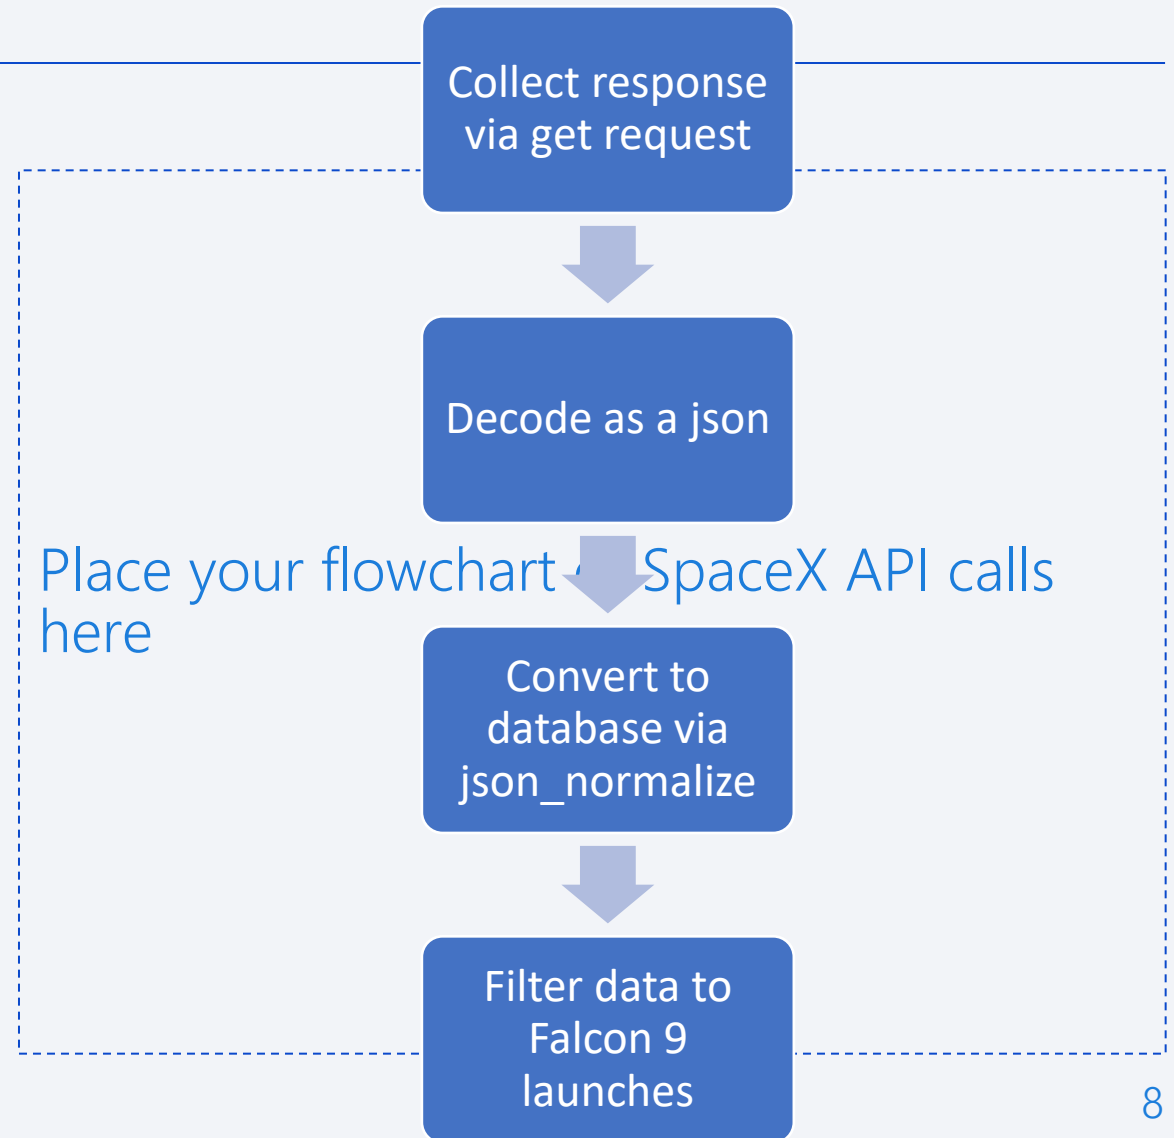 Collect response
via get request
Decode as a json
Place your flowchart SpaceX API calls
here
Convert to
database via
json_normalize
Filter data to
Falcon 9
launches
8